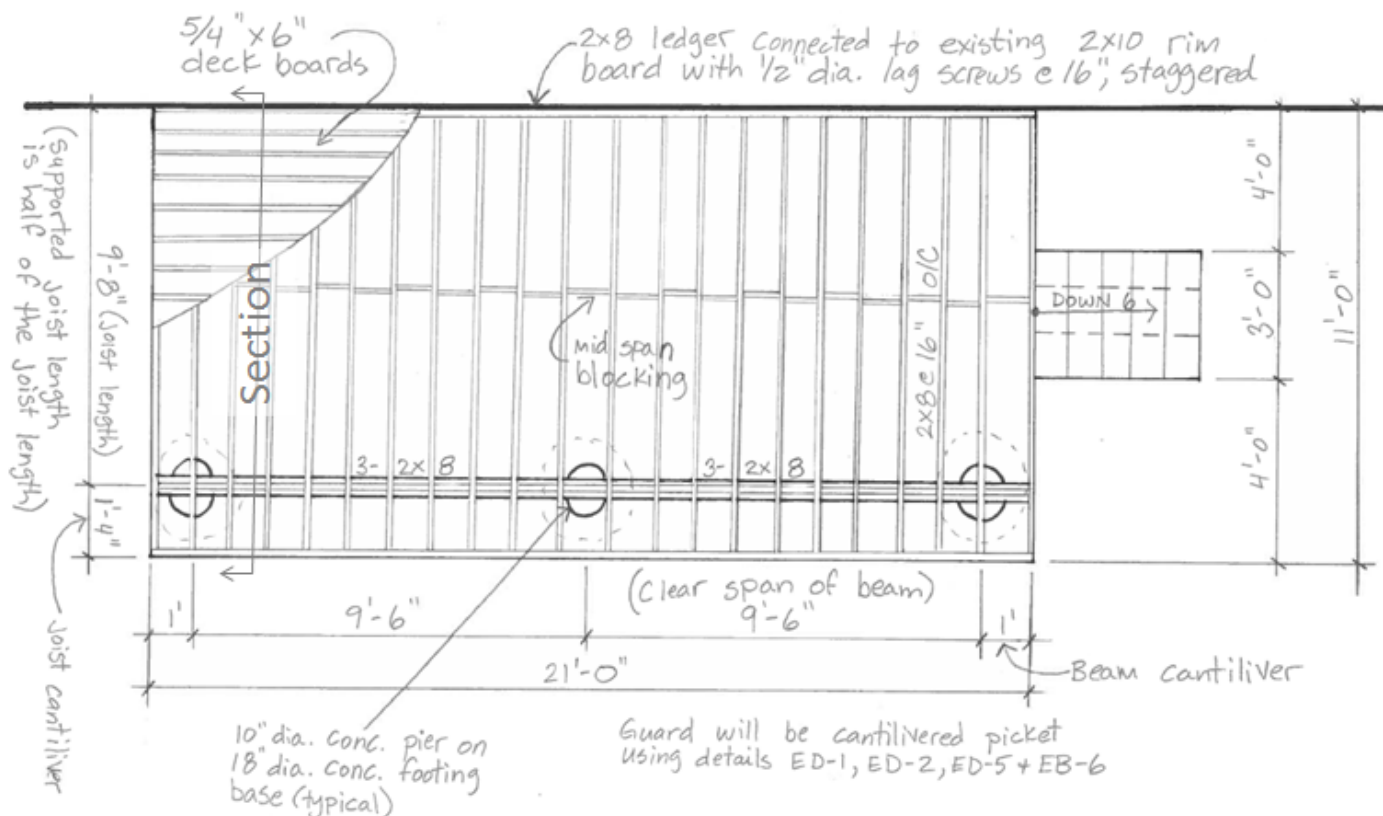 5/4" x 6"
deck boards
2x8 ledger connected to existing 2x10 rim
board with 1/2" dia. lag screws @ 16", staggered
(supported joist length
is half of the joist length)
9'-8" (joist length)
1'-4"
joist cantiliver
Section
mid span
blocking
2x8 @ 16" O/C
DOWN 6
4'-0"
3'-0"
4'-0"
11'-0"
3- 2x 8
3- 2x 8
(Clear span of beam)
1'
9'-6"
9'-6"
1'
21'-0"
Beam cantiliver
10" dia. conc. pier on
18" dia. conc. footing
base (typical)
Guard will be cantilivered picket
using details ED-1, ED-2, ED-5 + EB-6